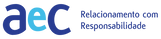 aec
Relacionamento com
Responsabilidade